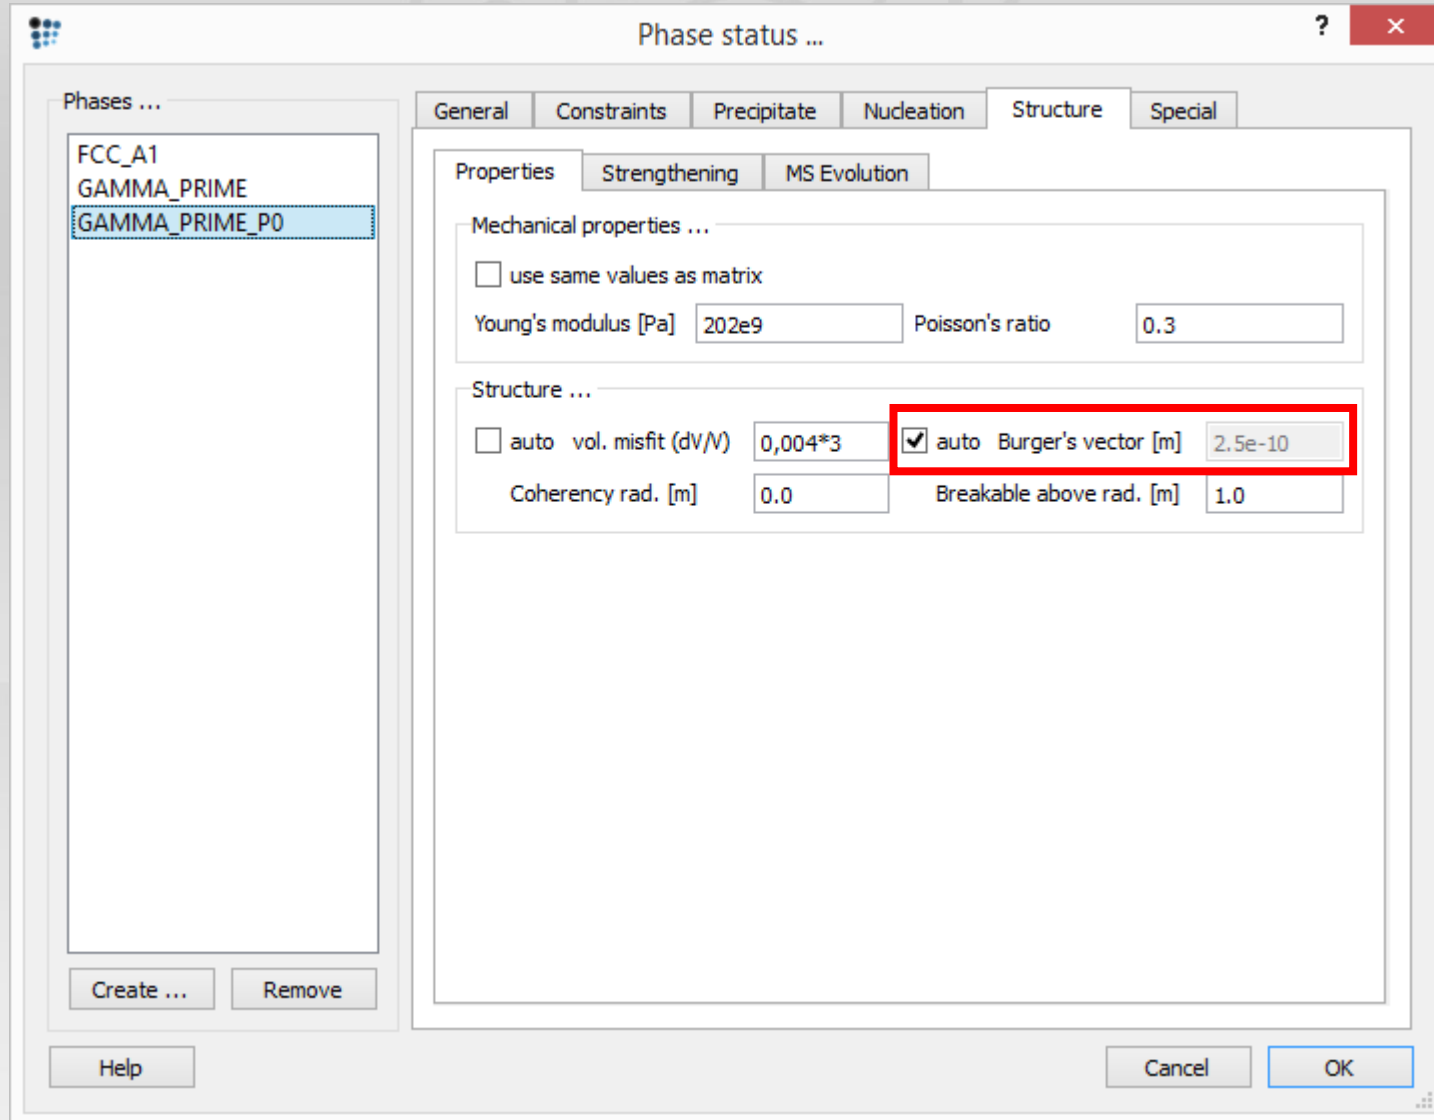 Phase status ...
?
Phases ...
FCC_A1
GAMMA_PRIME
GAMMA_PRIME_P0
Create ...
Remove
General Constraints Precipitate Nucleation Structure Special
Properties Strengthening MS Evolution
Mechanical properties ...
use same values as matrix
Young's modulus [Pa] 202e9 Poisson's ratio 0.3
Structure ...
auto vol. misfit (dV/V) 0,004*3 auto Burger's vector [m] 2.5e-10
Coherency rad. [m] 0.0 Breakable above rad. [m] 1.0
Help Cancel OK